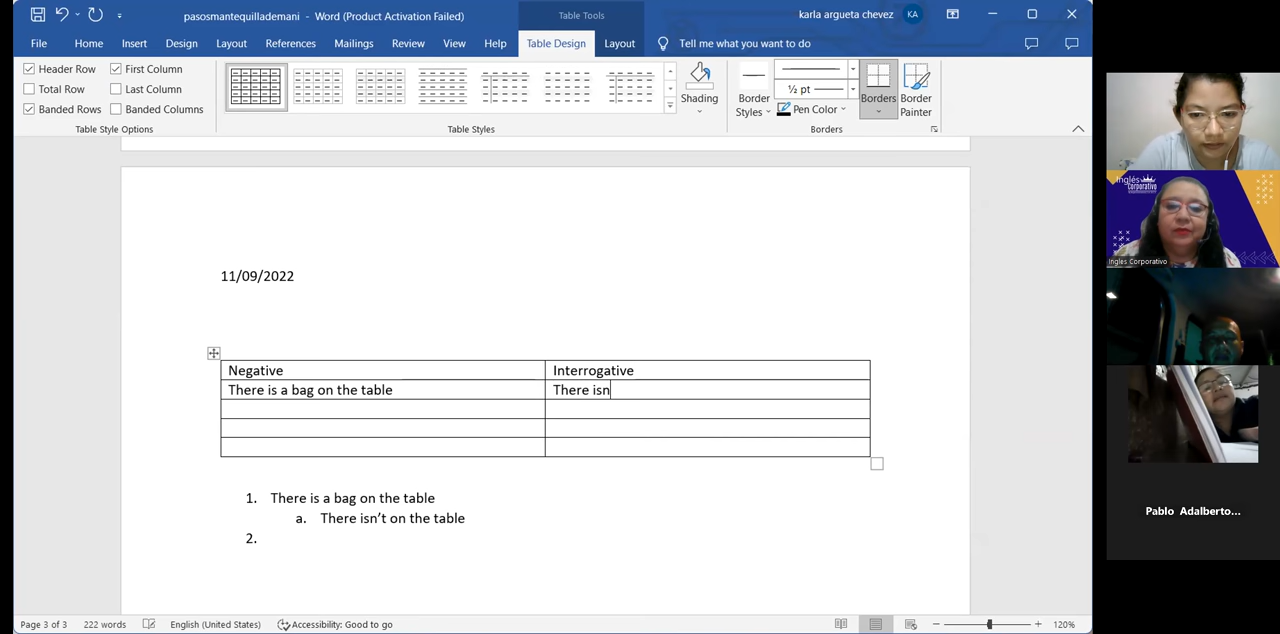 pasosmantequillademani - Word (Product Activation Failed)
Table Tools
karla argueta chevez
KA
File
Home
Insert
Design
Layout
References
Mailings
Review
View
Help
Table Design
Layout
Tell me what you want to do
Header Row
First Column
Total Row
Last Column
Banded Rows
Banded Columns
Table Style Options
Table Styles
Shading
Border
Styles
½ pt
Pen Color
Borders
Border
Painter
Borders
11/09/2022
Negative
Interrogative
There is a bag on the table
There isn
1. There is a bag on the table
a. There isn't on the table
2.
Page 3 of 3
222 words
English (United States)
Accessibility: Good to go
120%
Inglés
Corporativo
Ingles Corporativo
Pablo Adalberto...